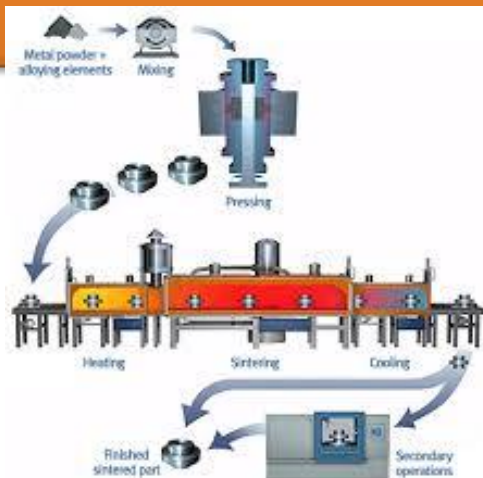 Metal powder +
alloying elements
Mixing
Pressing
Heating
Sintering
Cooling
Finished
sintered part
Secondary
operations